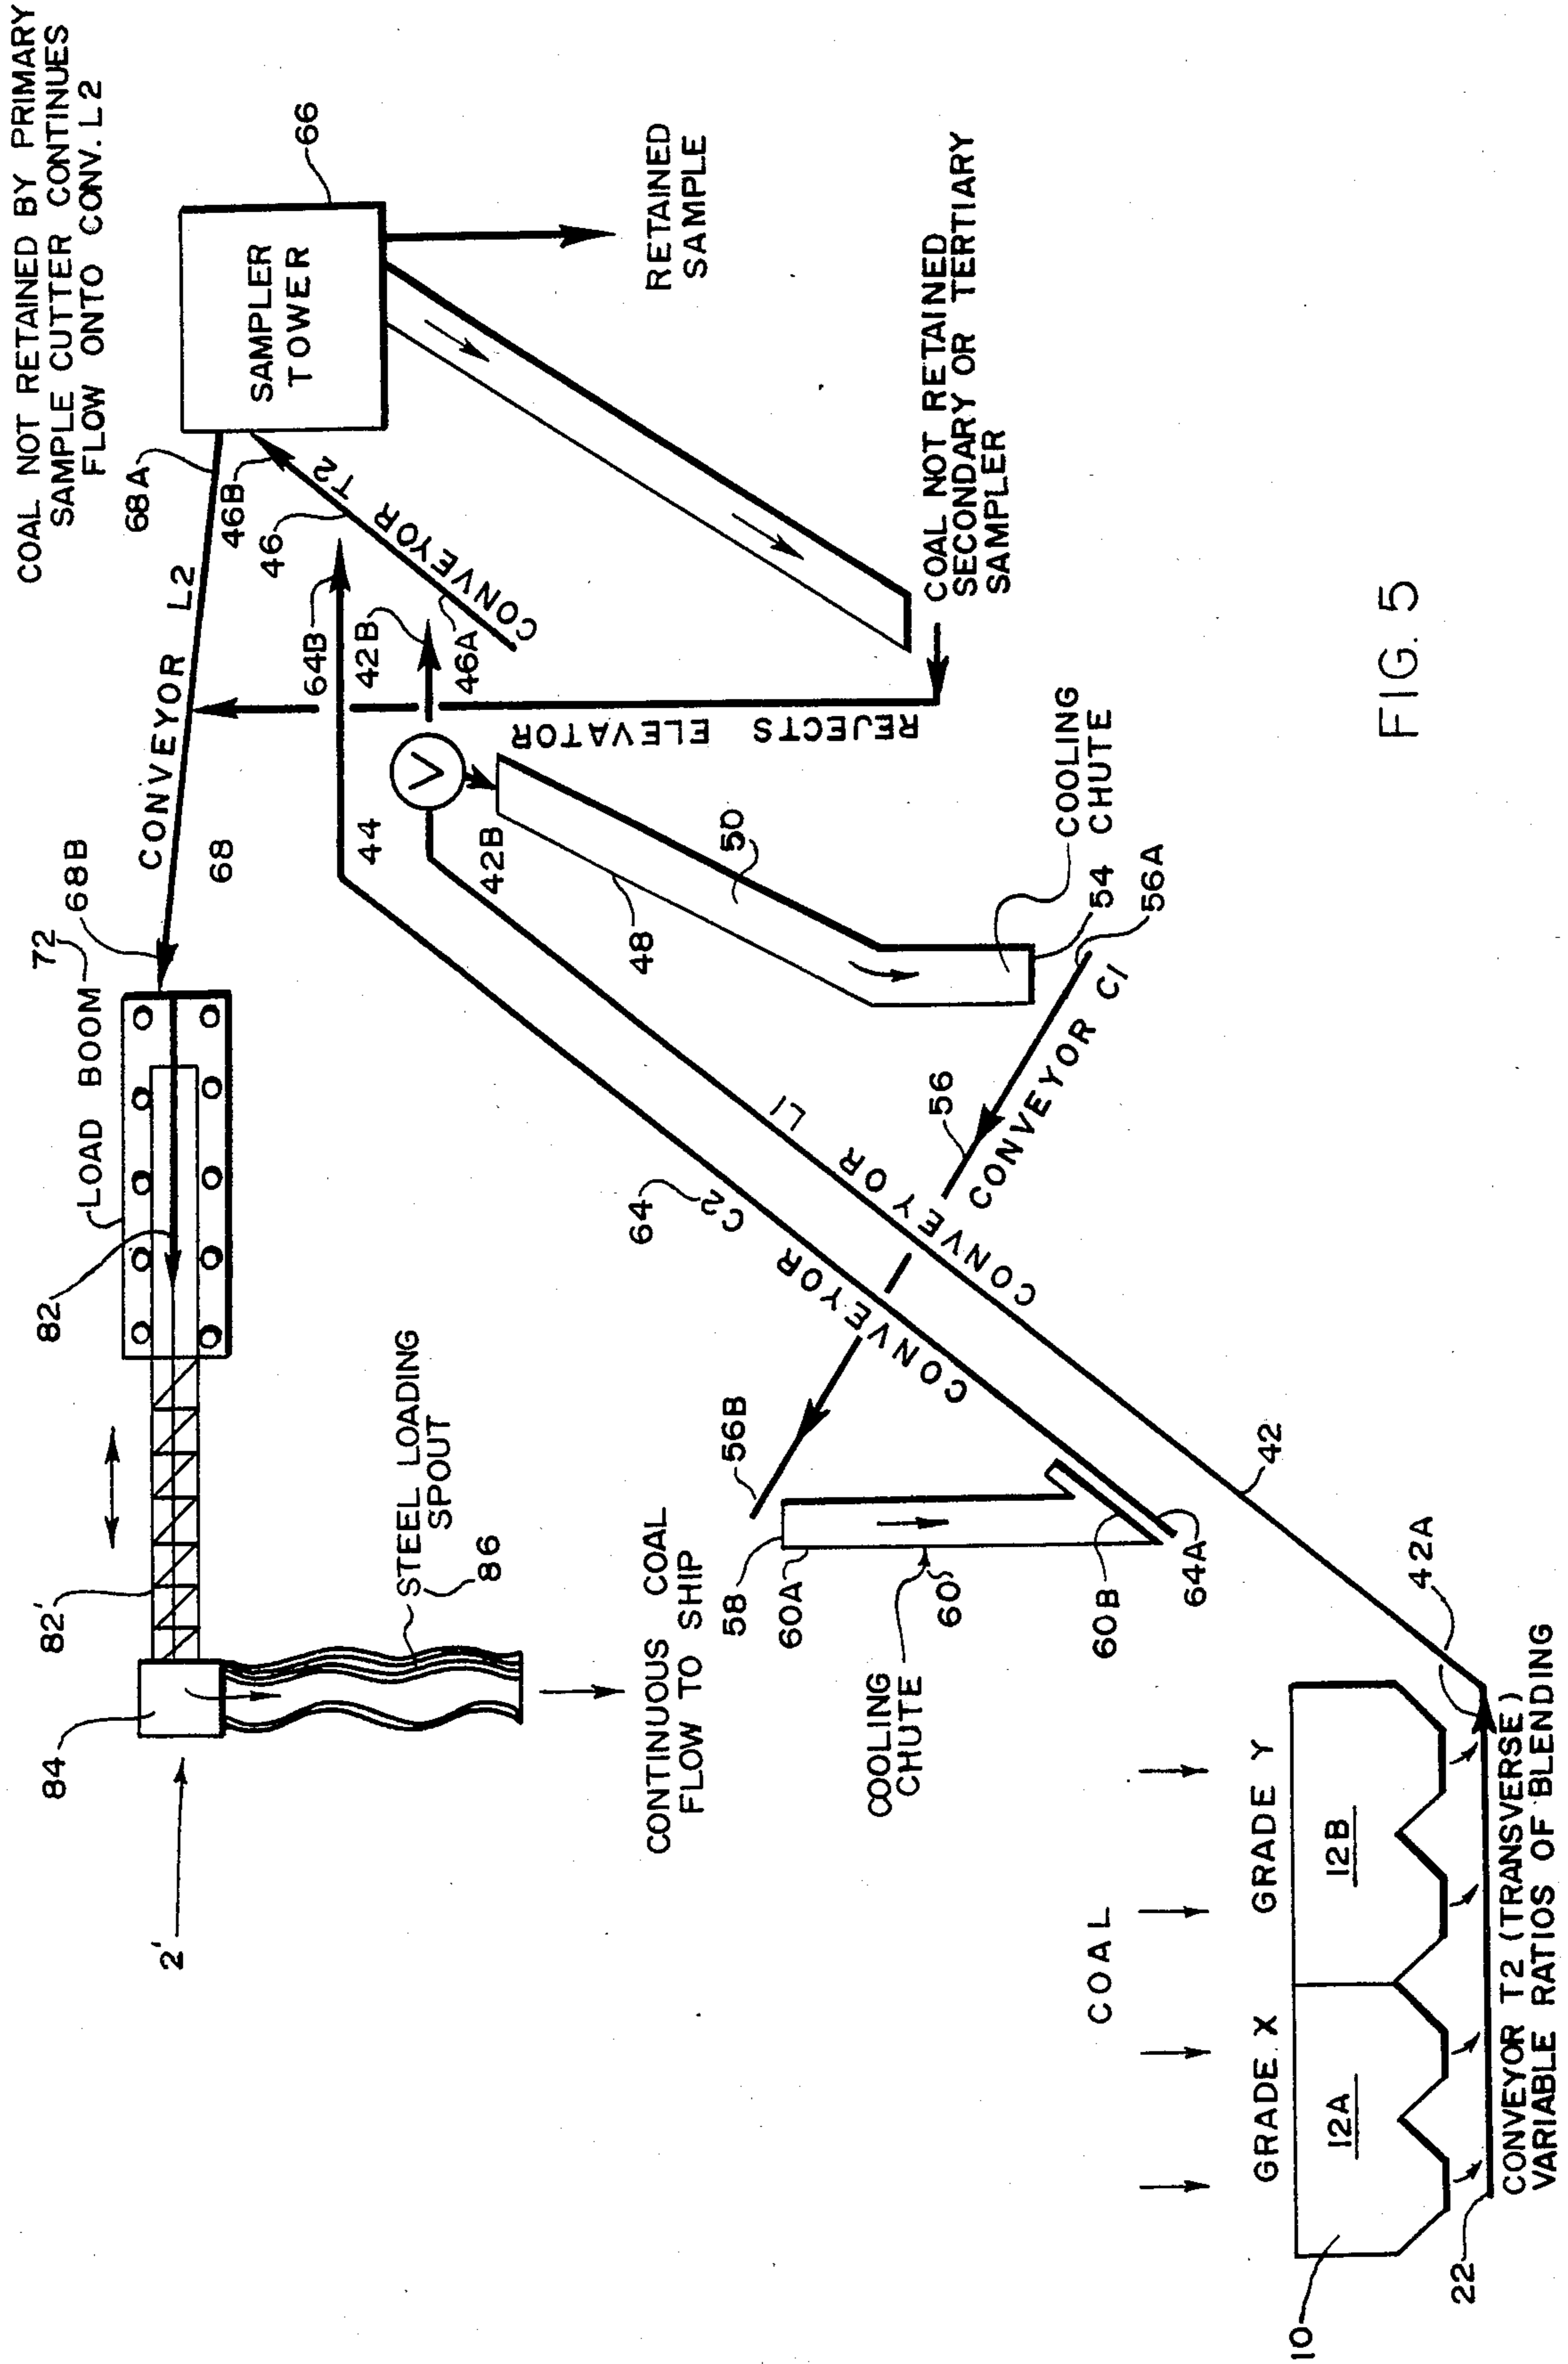 COAL NOT RETAINED BY PRIMARY
SAMPLE CUTTER CONTINUES
FLOW ONTO CONV. L2
66
SAMPLER
TOWER
RETAINED
SAMPLE
68A
46B
46
CONVEYOR T2
46A
64B
42B
CONVEYOR L2
68
68B
72
LOAD BOOM
82
82'
84
2'
STEEL LOADING
SPOUT
86
CONTINUOUS COAL
FLOW TO SHIP
COAL NOT RETAINED
SECONDARY OR TERTIARY
SAMPLER
REJECTS ELEVATOR
V
44
42B
48
50
COOLING
CHUTE
54
56A
CONVEYOR C1
56
CONVEYOR L1
CONVEYOR C2
64
56B
58
60A
60
60B
64A
COOLING
CHUTE
42
42A
COAL
GRADE X
GRADE Y
12A
12B
10
22
CONVEYOR T2 (TRANSVERSE)
VARIABLE RATIOS OF BLENDING
FIG. 5